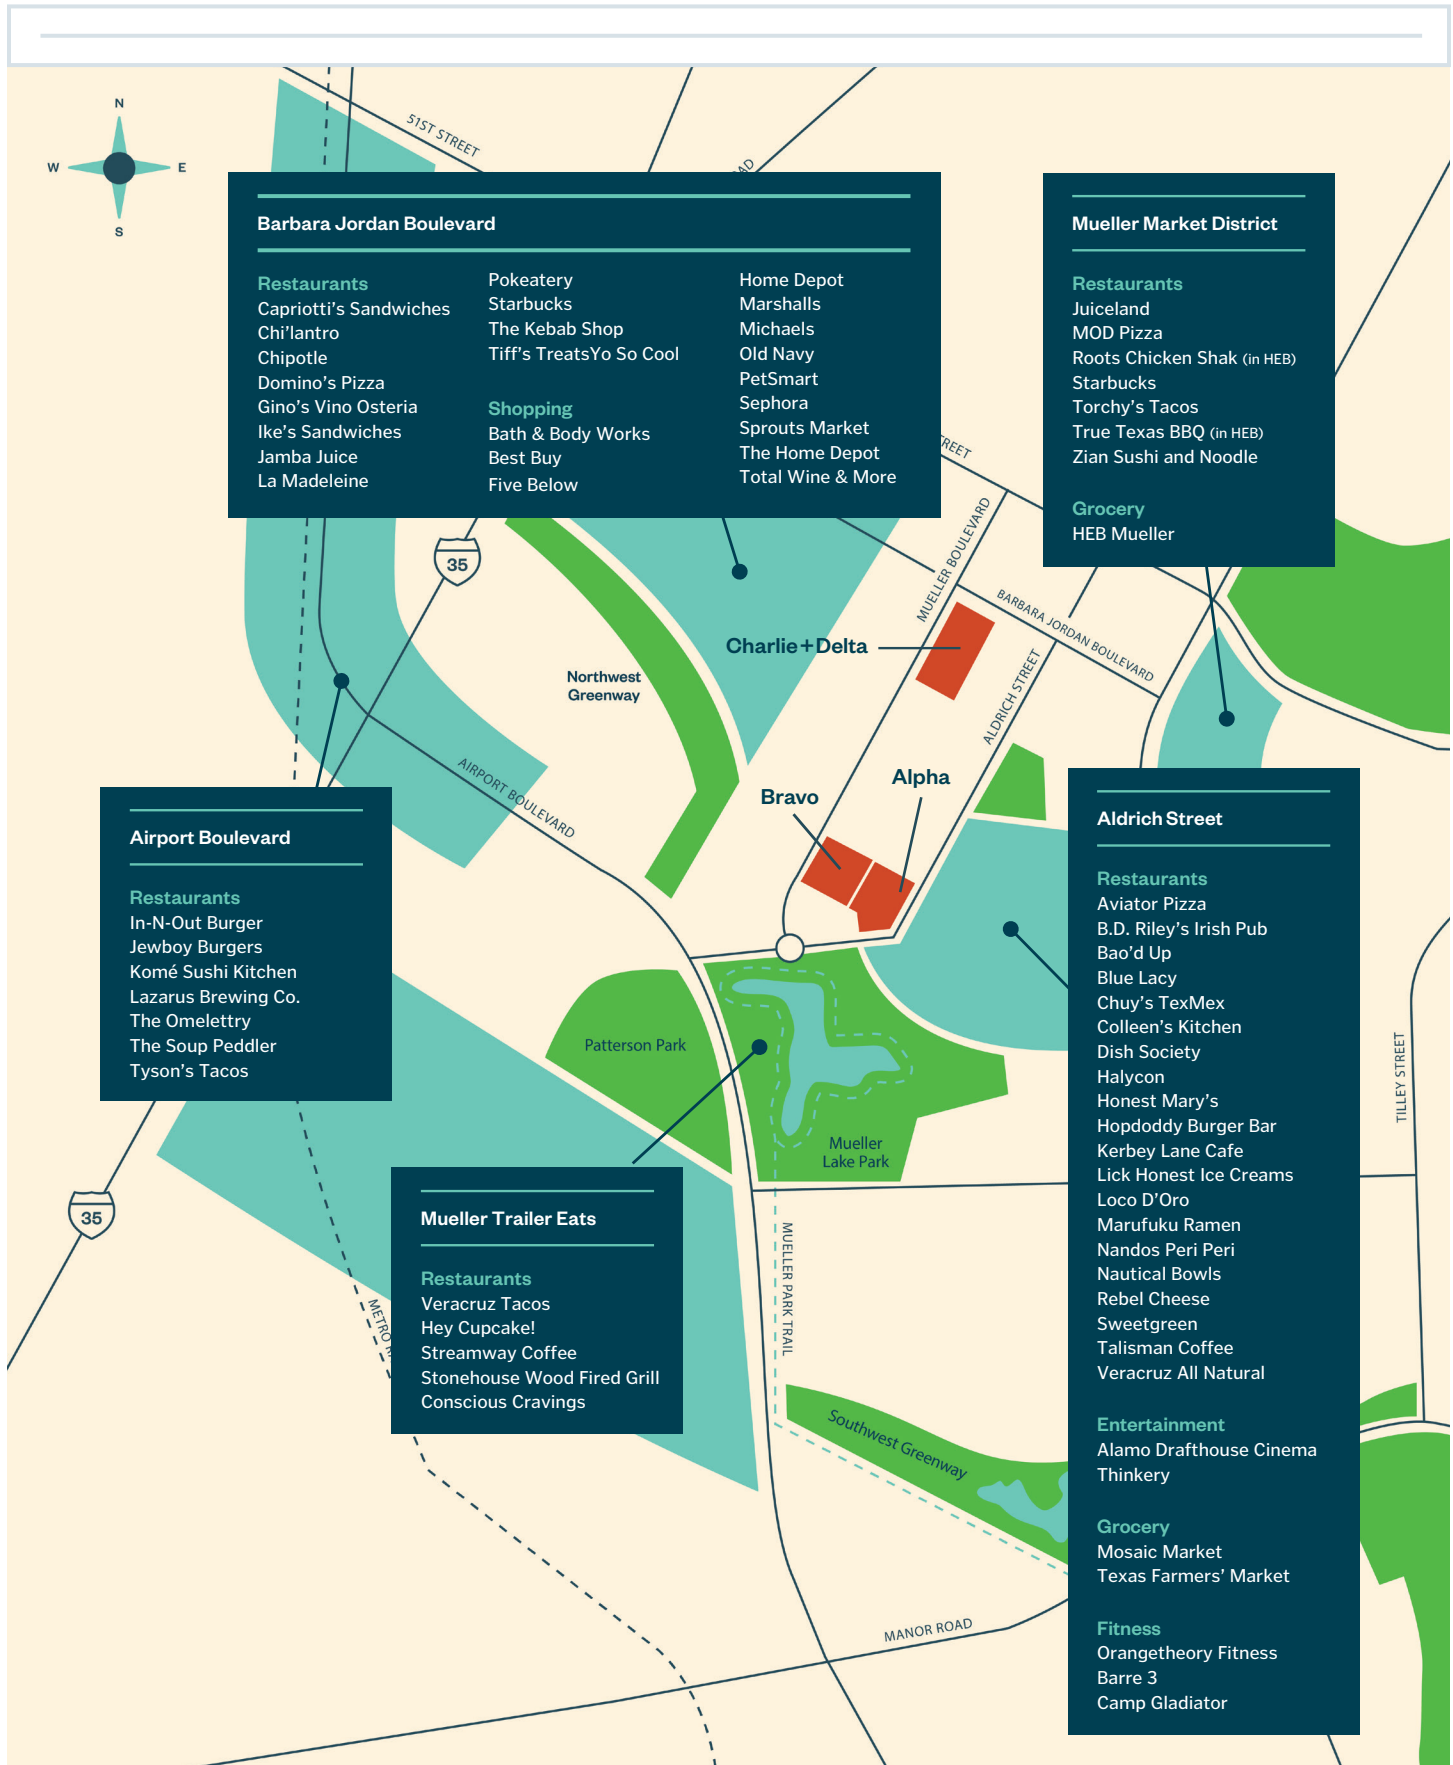 N
W
E
S
51ST STREET
Barbara Jordan Boulevard
Restaurants
Capriotti's Sandwiches
Chi'lantro
Chipotle
Domino's Pizza
Gino's Vino Osteria
Ike's Sandwiches
Jamba Juice
La Madeleine
Pokeatery
Starbucks
The Kebab Shop
Tiff's TreatsYo So Cool
Shopping
Bath & Body Works
Best Buy
Five Below
Home Depot
Marshalls
Michaels
Old Navy
PetSmart
Sephora
Sprouts Market
The Home Depot
Total Wine & More
Mueller Market District
Restaurants
Juiceland
MOD Pizza
Roots Chicken Shak (in HEB)
Starbucks
Torchy's Tacos
True Texas BBQ (in HEB)
Zian Sushi and Noodle
Grocery
HEB Mueller
35
MUELLER BOULEVARD
BARBARA JORDAN BOULEVARD
ALDRICH STREET
Charlie+Delta
Northwest
Greenway
AIRPORT BOULEVARD
Bravo
Alpha
Airport Boulevard
Restaurants
In-N-Out Burger
Jewboy Burgers
Komé Sushi Kitchen
Lazarus Brewing Co.
The Omelettry
The Soup Peddler
Tyson's Tacos
Aldrich Street
Restaurants
Aviator Pizza
B.D. Riley's Irish Pub
Bao'd Up
Blue Lacy
Chuy's TexMex
Colleen's Kitchen
Dish Society
Halycon
Honest Mary's
Hopdoddy Burger Bar
Kerbey Lane Cafe
Lick Honest Ice Creams
Loco D'Oro
Marufuku Ramen
Nandos Peri Peri
Nautical Bowls
Rebel Cheese
Sweetgreen
Talisman Coffee
Veracruz All Natural
Entertainment
Alamo Drafthouse Cinema
Thinkery
Grocery
Mosaic Market
Texas Farmers' Market
Fitness
Orangetheory Fitness
Barre 3
Camp Gladiator
Patterson Park
Mueller
Lake Park
TILLEY STREET
35
Mueller Trailer Eats
Restaurants
Veracruz Tacos
Hey Cupcake!
Streamway Coffee
Stonehouse Wood Fired Grill
Conscious Cravings
METRO
MUELLER PARK TRAIL
Southwest Greenway
MANOR ROAD